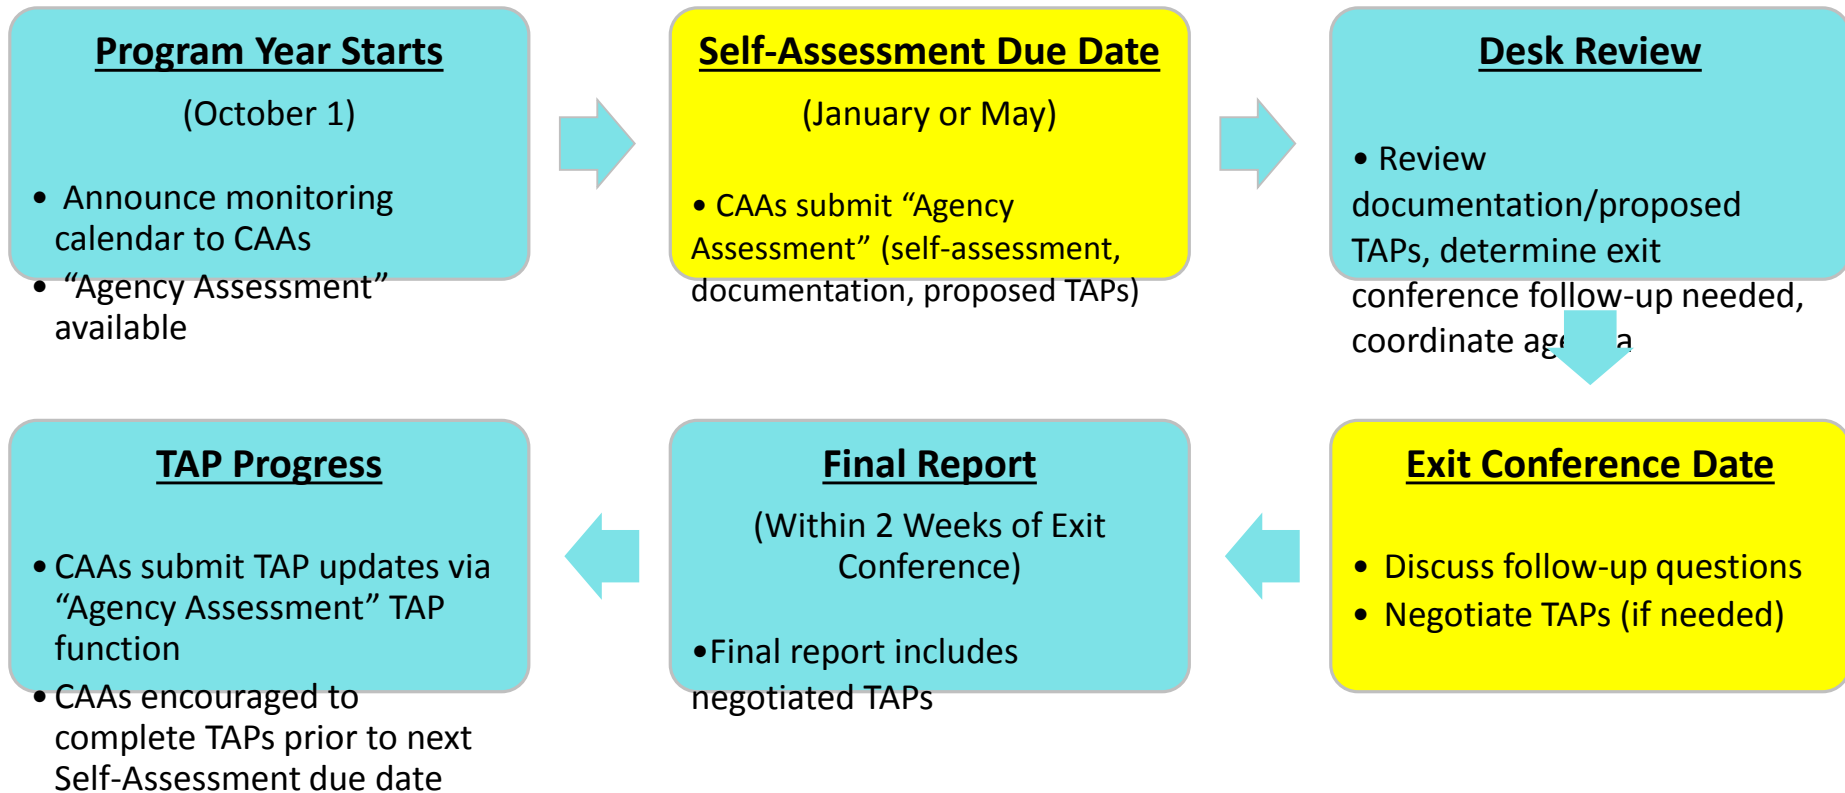 Program Year Starts
(October 1)
• Announce monitoring
calendar to CAAs
• “Agency Assessment”
available
Self-Assessment Due Date
(January or May)
• CAAs submit “Agency
Assessment” (self-assessment,
documentation, proposed TAPs)
Desk Review
• Review
documentation/proposed
TAPs, determine exit
conference follow-up needed,
coordinate
Exit Conference Date
• Discuss follow-up questions
• Negotiate TAPs (if needed)
Final Report
(Within 2 Weeks of Exit
Conference)
•Final report includes
negotiated TAPs
TAP Progress
• CAAs submit TAP updates via
“Agency Assessment” TAP
function
• CAAs encouraged to
complete TAPs prior to next
Self-Assessment due date